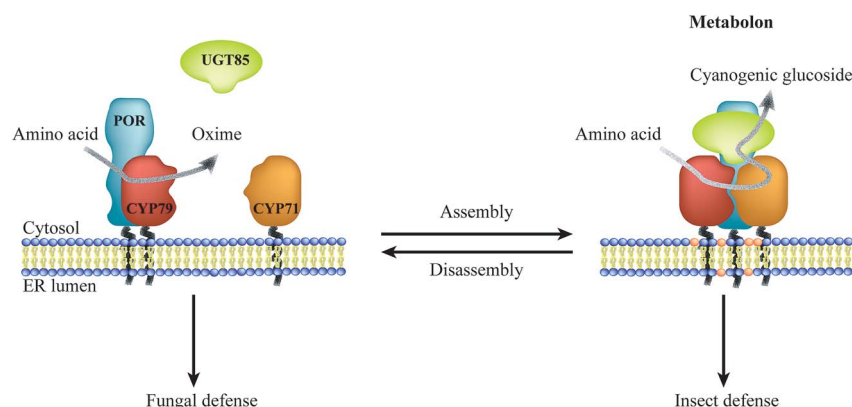 Metabolon
UGT85
Cyanogenic glucoside
POR
Amino acid
Oxime
Amino acid
CYP79
CYP71
Assembly
Cytosol
Disassembly
ER lumen
Fungal defense
Insect defense